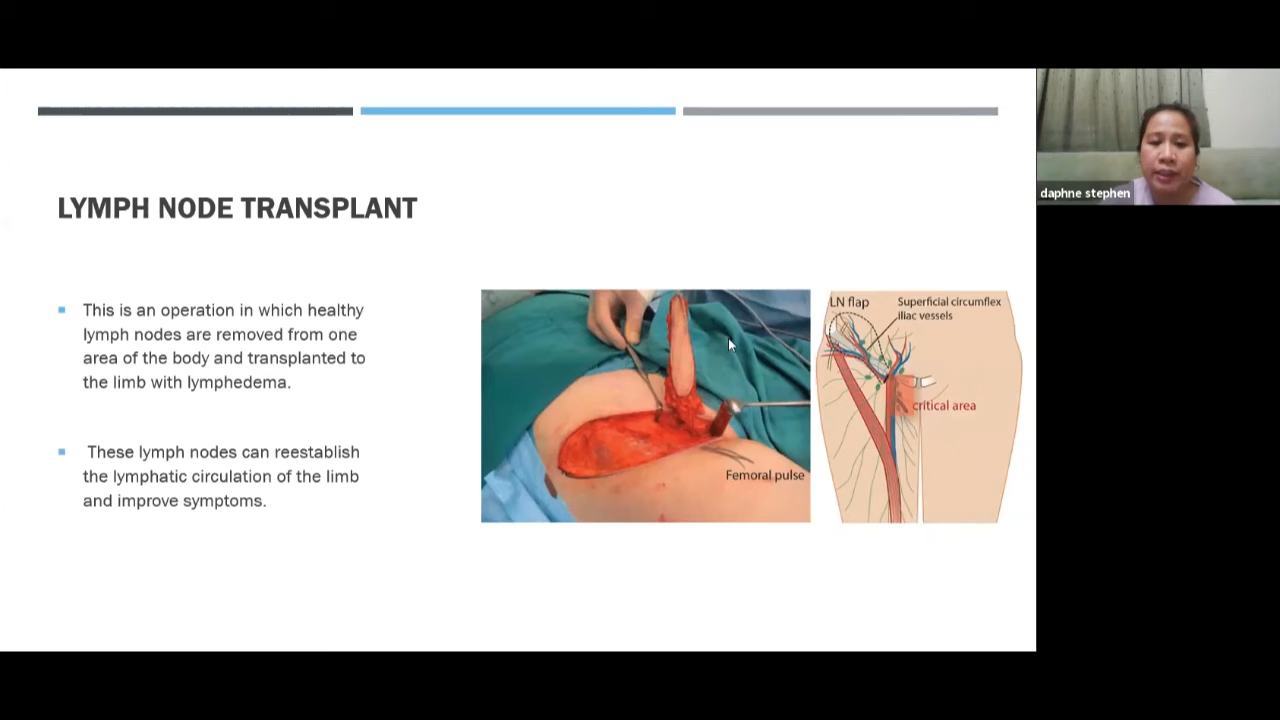 LYMPH NODE TRANSPLANT
This is an operation in which healthy
lymph nodes are removed from one
area of the body and transplanted to
the limb with lymphedema.
These lymph nodes can reestablish
the lymphatic circulation of the limb
and improve symptoms.
Femoral pulse
LN flap
Superficial circumflex
iliac vessels
critical area
daphne stephen